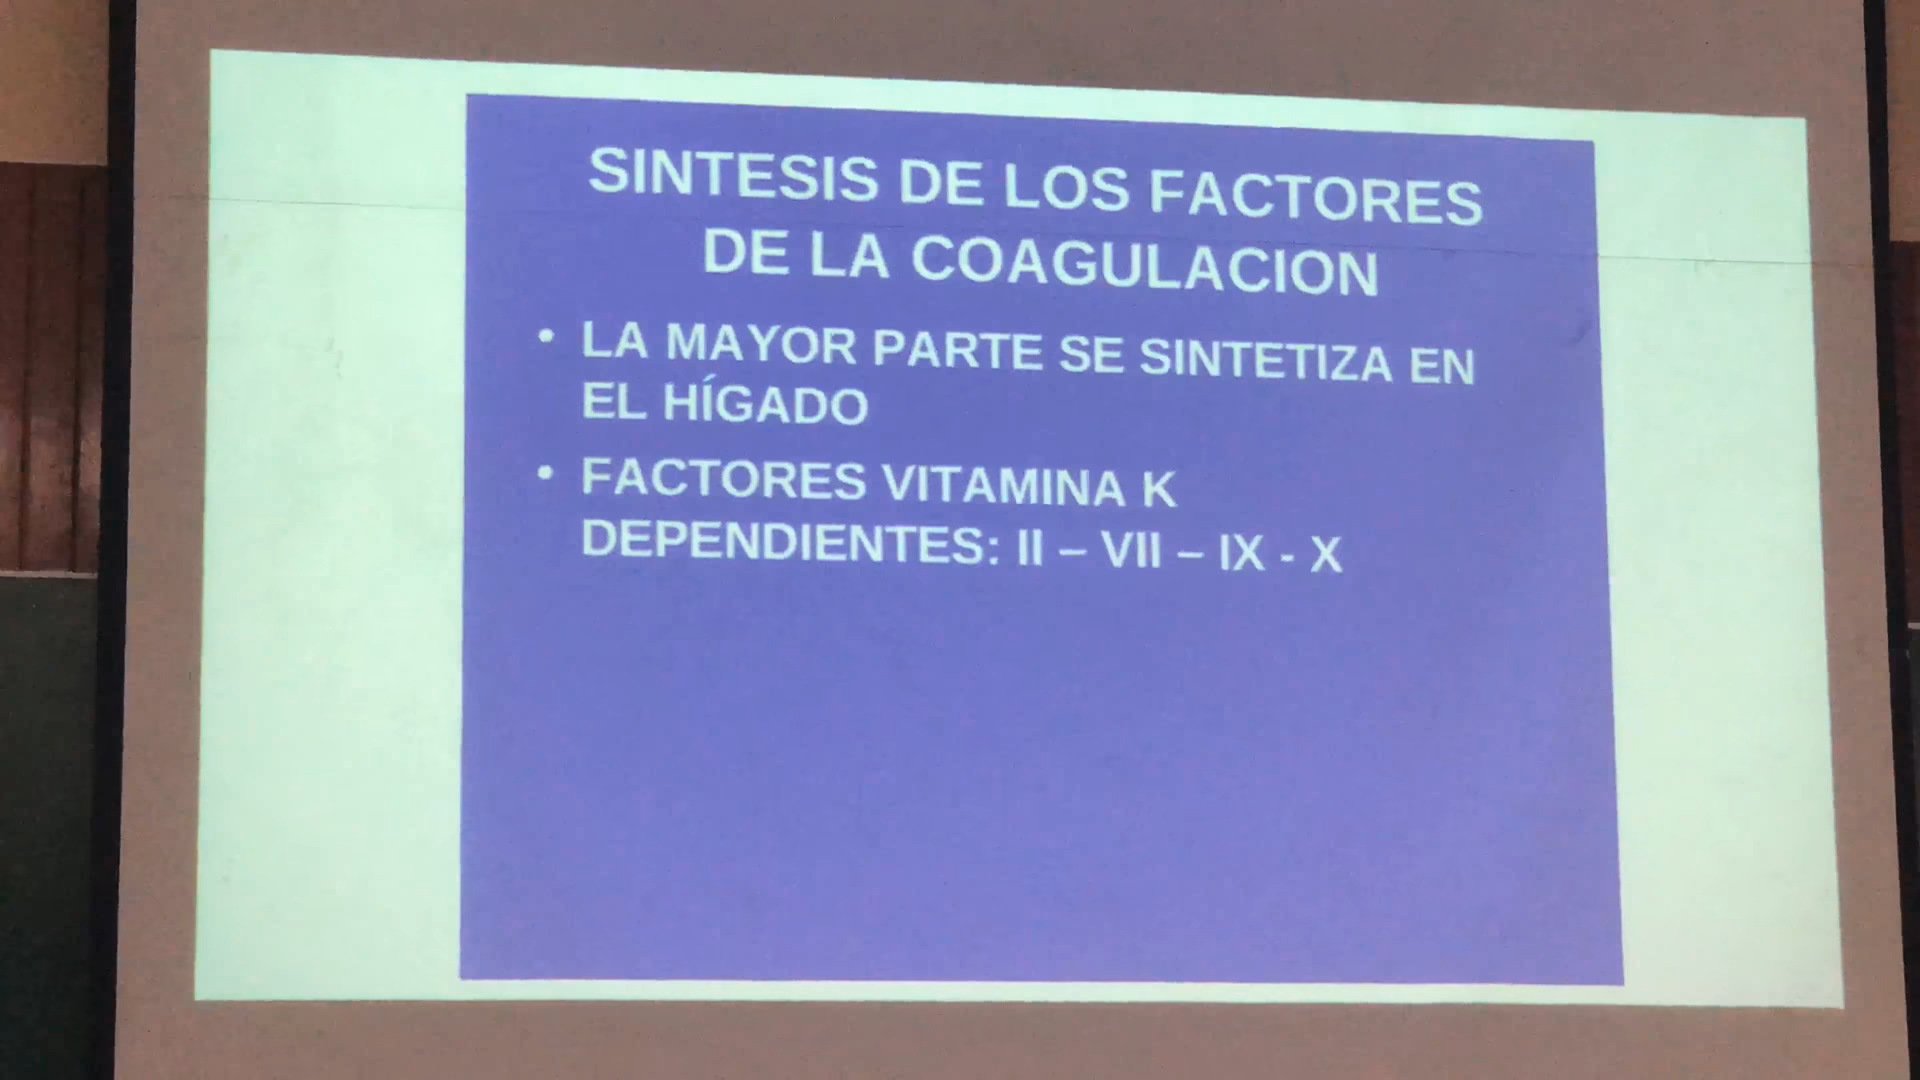 SINTESIS DE LOS FACTORES
DE LA COAGULACION
• LA MAYOR PARTE SE SINTETIZA EN
EL HÍGADO
• FACTORES VITAMINA K
DEPENDIENTES: II – VII – IX - X